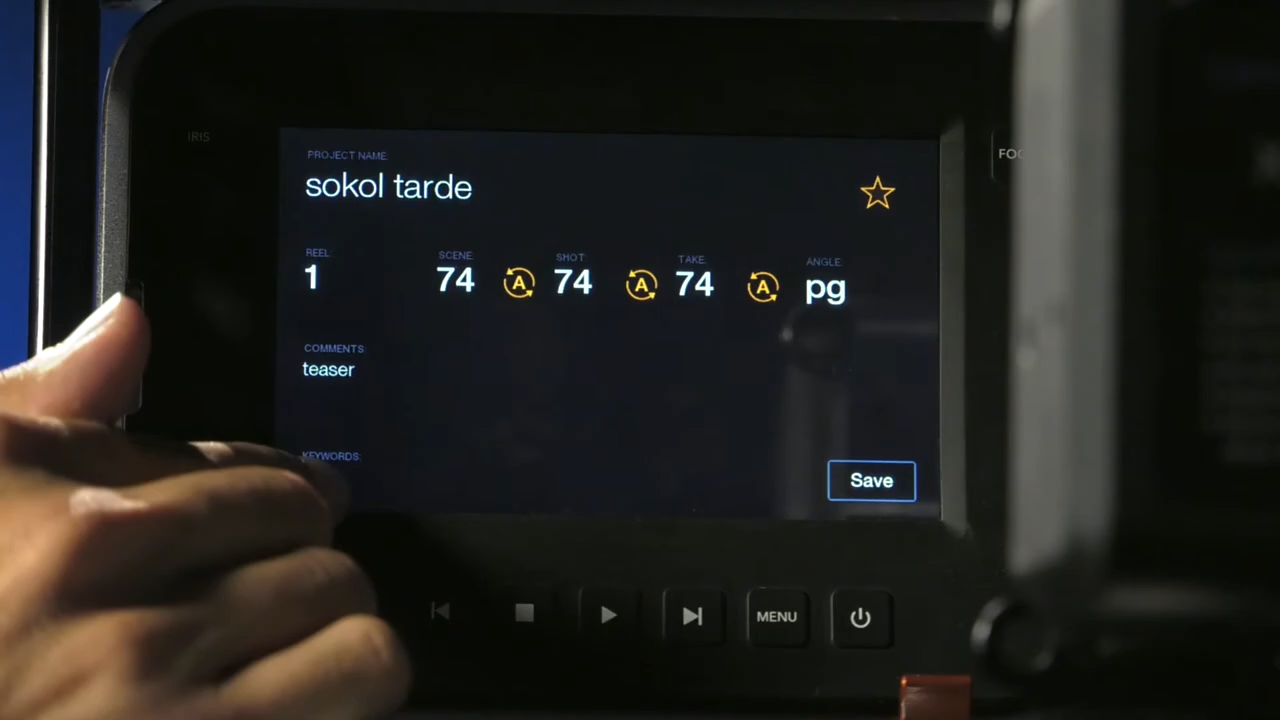 IRIS
PROJECT NAME:
sokol tarde
REEL:
1
SCENE:
74
A
SHOT:
74
A
TAKE:
74
A
ANGLE:
pg
COMMENTS:
teaser
KEYWORDS:
Save
MENU